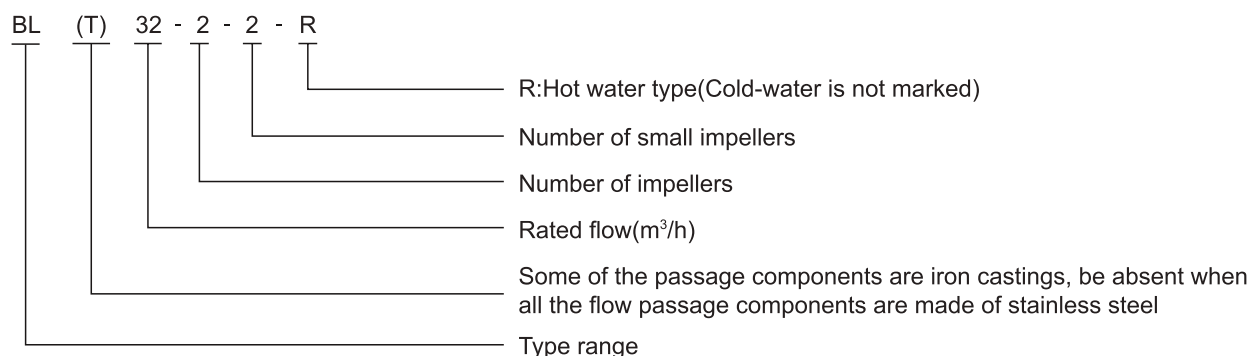 BL (T) 32 - 2 - 2 - R
R:Hot water type(Cold-water is not marked)
Number of small impellers
Number of impellers
Rated flow(m³/h)
Some of the passage components are iron castings, be absent when
all the flow passage components are made of stainless steel
Type range